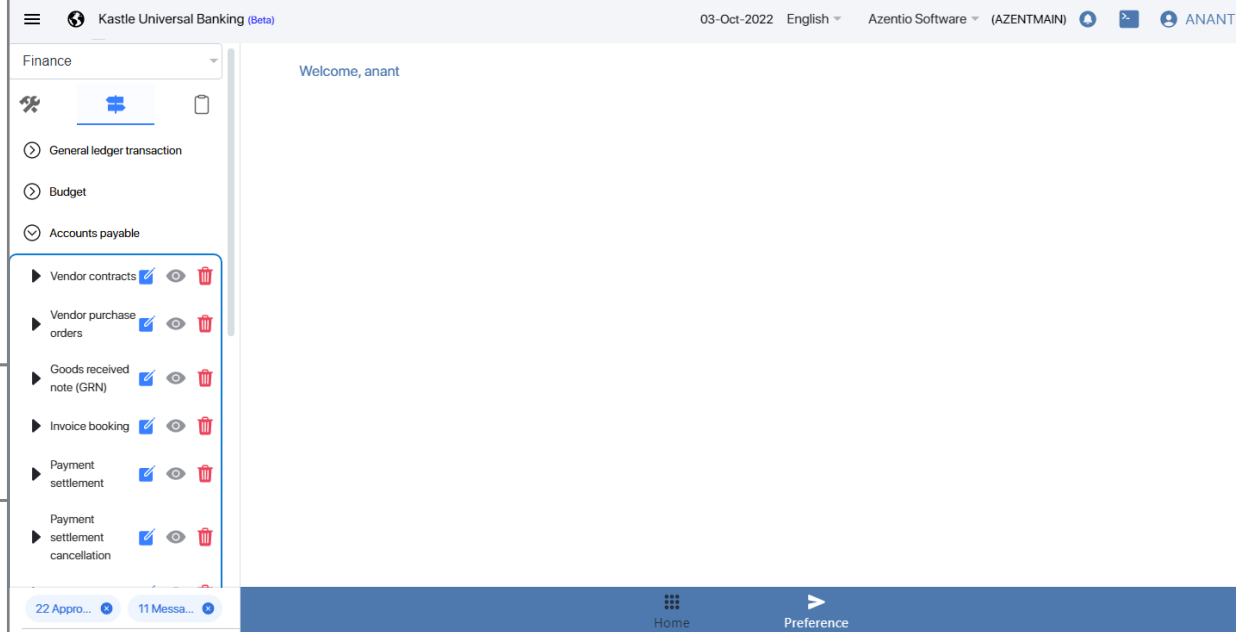 Kastle Universal Banking (Beta)
03-Oct-2022 English Azentio Software (AZENTMAIN) ANANT
Finance
Welcome, anant
General ledger transaction
Budget
Accounts payable
Vendor contracts
Vendor purchase
orders
Goods received
note (GRN)
Invoice booking
Payment
settlement
Payment
settlement
cancellation
22 Appro...
11 Messa...
Home
Preference